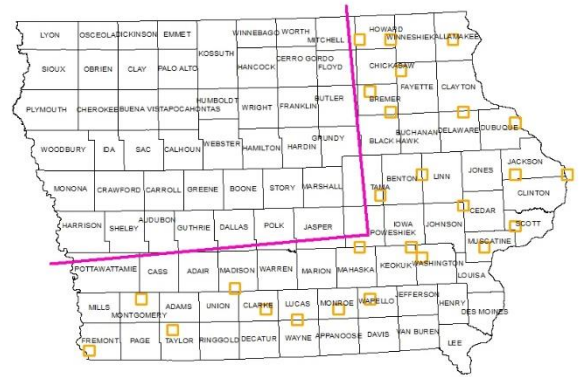 LYON OSCEOLA DICKINSON EMMET WINNEBAGO WORTH MITCHELL HOWARD WINNESHIEK ALLAMAKEE
KOSSUTH HANCOCK CERRO GORDO FLOYD CHICKASAW
SIOUX OBRIEN CLAY PALO ALTO FAYETTE CLAYTON
PLYMOUTH CHEROKEE BUENA VISTA POCAHONTAS HUMBOLDT WRIGHT FRANKLIN BUTLER BREMER
WOODBURY IDA SAC CALHOUN WEBSTER HAMILTON HARDIN GRUNDY BLACK HAWK BUCHANAN DELAWARE DUBUQUE
MONONA CRAWFORD CARROLL GREENE BOONE STORY MARSHALL TAMA BENTON LINN JONES JACKSON
CLINTON
HARRISON SHELBY AUDUBON GUTHRIE DALLAS POLK JASPER POWESHIEK IOWA JOHNSON CEDAR SCOTT
MUSCATINE
POTTAWATTAMIE CASS ADAIR MADISON WARREN MARION MAHASKA KEOKUK WASHINGTON LOUISA
MILLS MONTGOMERY ADAMS UNION CLARKE LUCAS MONROE WAPELLO JEFFERSON HENRY DES MOINES
FREMONT PAGE TAYLOR RINGGOLD DECATUR WAYNE APPANOOSE DAVIS VAN BUREN LEE